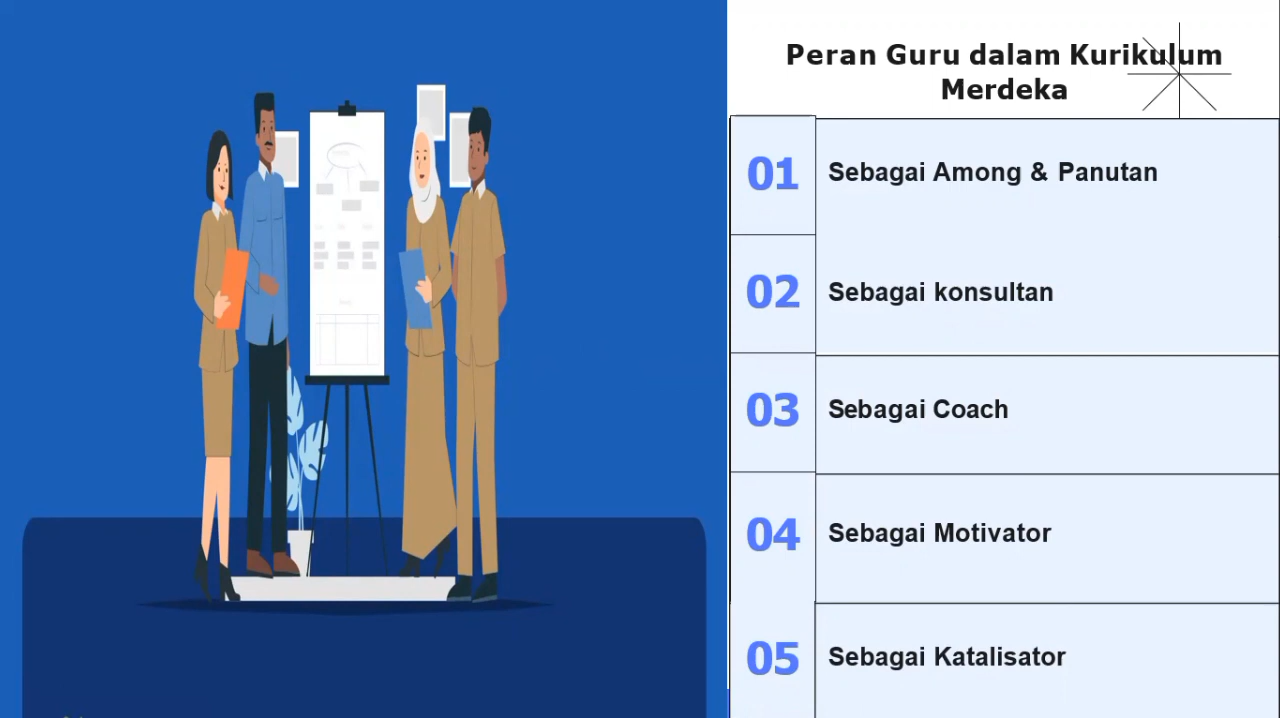 Peran Guru dalam Kurikulum
Merdeka
01 Sebagai Among & Panutan
02 Sebagai konsultan
03 Sebagai Coach
04 Sebagai Motivator
05 Sebagai Katalisator